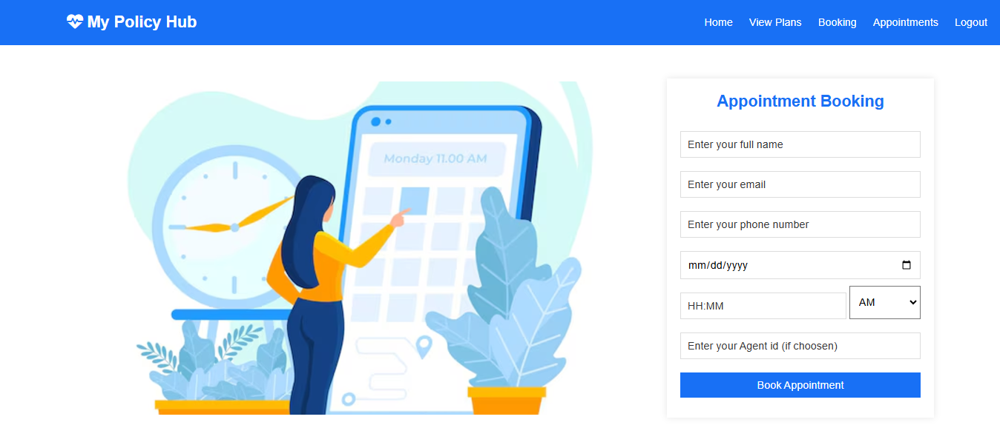 My Policy Hub
Home View Plans Booking Appointments Logout
Monday 11.00 AM
Appointment Booking
Enter your full name
Enter your email
Enter your phone number
mm/dd/yyyy
HH:MM AM
Enter your Agent id (if choosen)
Book Appointment